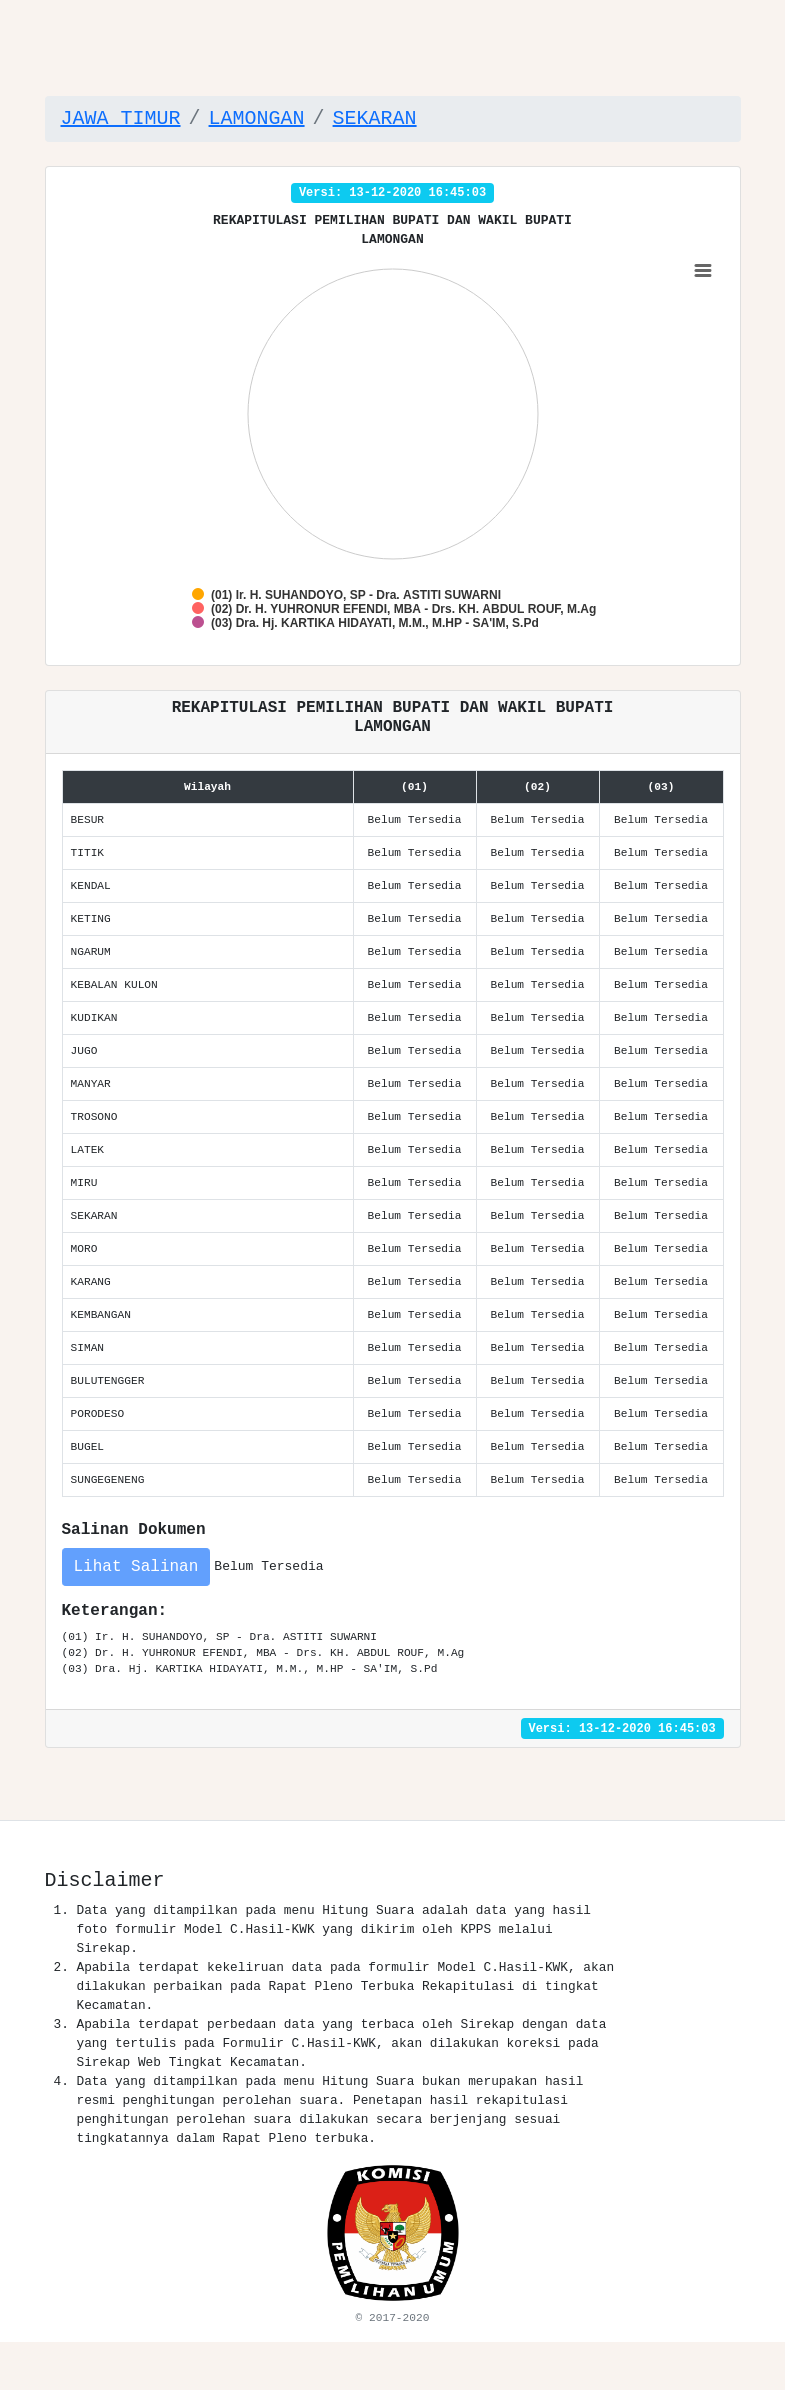 JAWA TIMUR / LAMONGAN / SEKARAN
Versi: 13-12-2020 16:45:03
REKAPITULASI PEMILIHAN BUPATI DAN WAKIL BUPATI
LAMONGAN
(01) Ir. H. SUHANDOYO, SP - Dra. ASTITI SUWARNI
(02) Dr. H. YUHRONUR EFENDI, MBA - Drs. KH. ABDUL ROUF, M.Ag
(03) Dra. Hj. KARTIKA HIDAYATI, M.M., M.HP - SA'IM, S.Pd
REKAPITULASI PEMILIHAN BUPATI DAN WAKIL BUPATI
LAMONGAN
Wilayah (01) (02) (03)
BESUR Belum Tersedia Belum Tersedia Belum Tersedia
TITIK Belum Tersedia Belum Tersedia Belum Tersedia
KENDAL Belum Tersedia Belum Tersedia Belum Tersedia
KETING Belum Tersedia Belum Tersedia Belum Tersedia
NGARUM Belum Tersedia Belum Tersedia Belum Tersedia
KEBALAN KULON Belum Tersedia Belum Tersedia Belum Tersedia
KUDIKAN Belum Tersedia Belum Tersedia Belum Tersedia
JUGO Belum Tersedia Belum Tersedia Belum Tersedia
MANYAR Belum Tersedia Belum Tersedia Belum Tersedia
TROSONO Belum Tersedia Belum Tersedia Belum Tersedia
LATEK Belum Tersedia Belum Tersedia Belum Tersedia
MIRU Belum Tersedia Belum Tersedia Belum Tersedia
SEKARAN Belum Tersedia Belum Tersedia Belum Tersedia
MORO Belum Tersedia Belum Tersedia Belum Tersedia
KARANG Belum Tersedia Belum Tersedia Belum Tersedia
KEMBANGAN Belum Tersedia Belum Tersedia Belum Tersedia
SIMAN Belum Tersedia Belum Tersedia Belum Tersedia
BULUTENGGER Belum Tersedia Belum Tersedia Belum Tersedia
PORODESO Belum Tersedia Belum Tersedia Belum Tersedia
BUGEL Belum Tersedia Belum Tersedia Belum Tersedia
SUNGEGENENG Belum Tersedia Belum Tersedia Belum Tersedia
Salinan Dokumen
Lihat Salinan Belum Tersedia
Keterangan:
(01) Ir. H. SUHANDOYO, SP - Dra. ASTITI SUWARNI
(02) Dr. H. YUHRONUR EFENDI, MBA - Drs. KH. ABDUL ROUF, M.Ag
(03) Dra. Hj. KARTIKA HIDAYATI, M.M., M.HP - SA'IM, S.Pd
Versi: 13-12-2020 16:45:03
Disclaimer
1. Data yang ditampilkan pada menu Hitung Suara adalah data yang hasil
foto formulir Model C.Hasil-KWK yang dikirim oleh KPPS melalui
Sirekap.
2. Apabila terdapat kekeliruan data pada formulir Model C.Hasil-KWK, akan
dilakukan perbaikan pada Rapat Pleno Terbuka Rekapitulasi di tingkat
Kecamatan.
3. Apabila terdapat perbedaan data yang terbaca oleh Sirekap dengan data
yang tertulis pada Formulir C.Hasil-KWK, akan dilakukan koreksi pada
Sirekap Web Tingkat Kecamatan.
4. Data yang ditampilkan pada menu Hitung Suara bukan merupakan hasil
resmi penghitungan perolehan suara. Penetapan hasil rekapitulasi
penghitungan perolehan suara dilakukan secara berjenjang sesuai
tingkatannya dalam Rapat Pleno terbuka.
KOMISI
PEMILIHAN UMUM
© 2017-2020